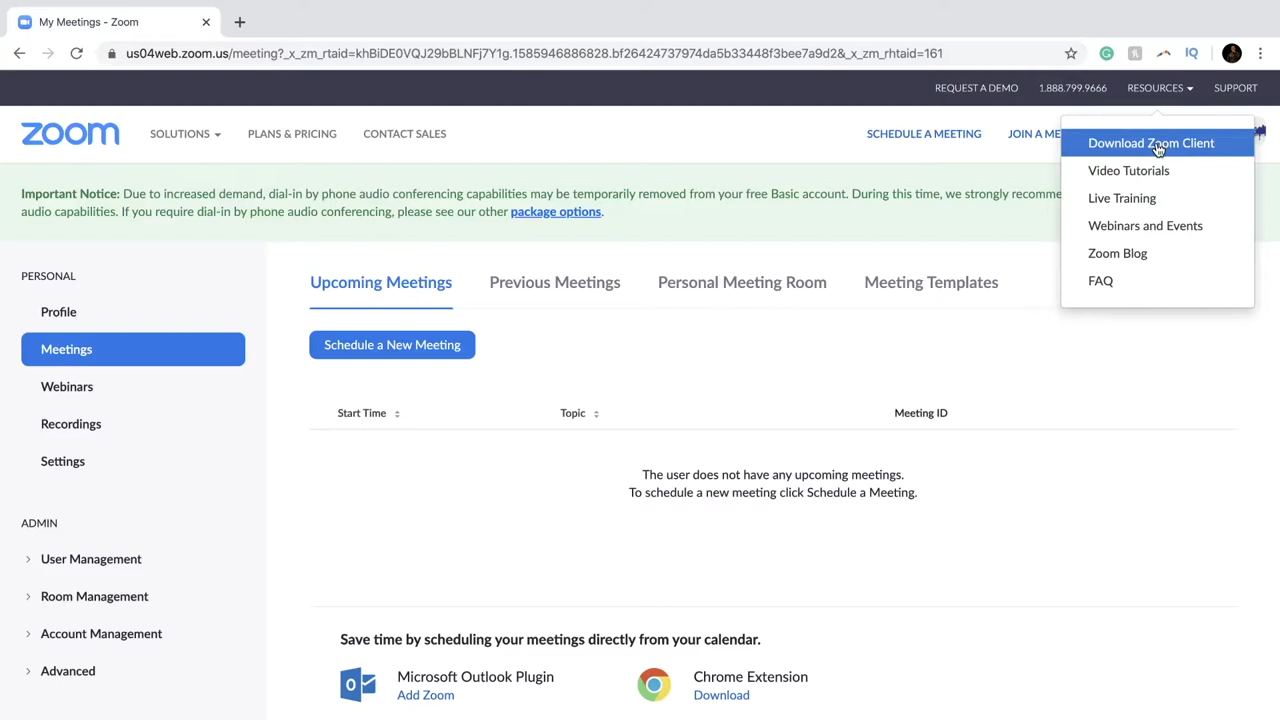 My Meetings - Zoom
us04web.zoom.us/meeting?_x_zm_rtaid=khBiDE0VQJ29bBLNFj7Y1g.1585946886828.bf26424737974da5b33448f3bee7a9d2&_x_zm_rhtaid=161
REQUEST A DEMO 1.888.799.9666 RESOURCES SUPPORT
zoom SOLUTIONS PLANS & PRICING CONTACT SALES SCHEDULE A MEETING JOIN A ME
Download Zoom Client
Video Tutorials
Live Training
Webinars and Events
Zoom Blog
FAQ
Important Notice: Due to increased demand, dial-in by phone audio conferencing capabilities may be temporarily removed from your free Basic account. During this time, we strongly recomme
audio capabilities. If you require dial-in by phone audio conferencing, please see our other package options.
PERSONAL
Profile
Meetings
Webinars
Recordings
Settings
ADMIN
User Management
Room Management
Account Management
Advanced
Upcoming Meetings Previous Meetings Personal Meeting Room Meeting Templates
Schedule a New Meeting
Start Time Topic Meeting ID
The user does not have any upcoming meetings.
To schedule a new meeting click Schedule a Meeting.
Save time by scheduling your meetings directly from your calendar.
Microsoft Outlook Plugin
Add Zoom
Chrome Extension
Download